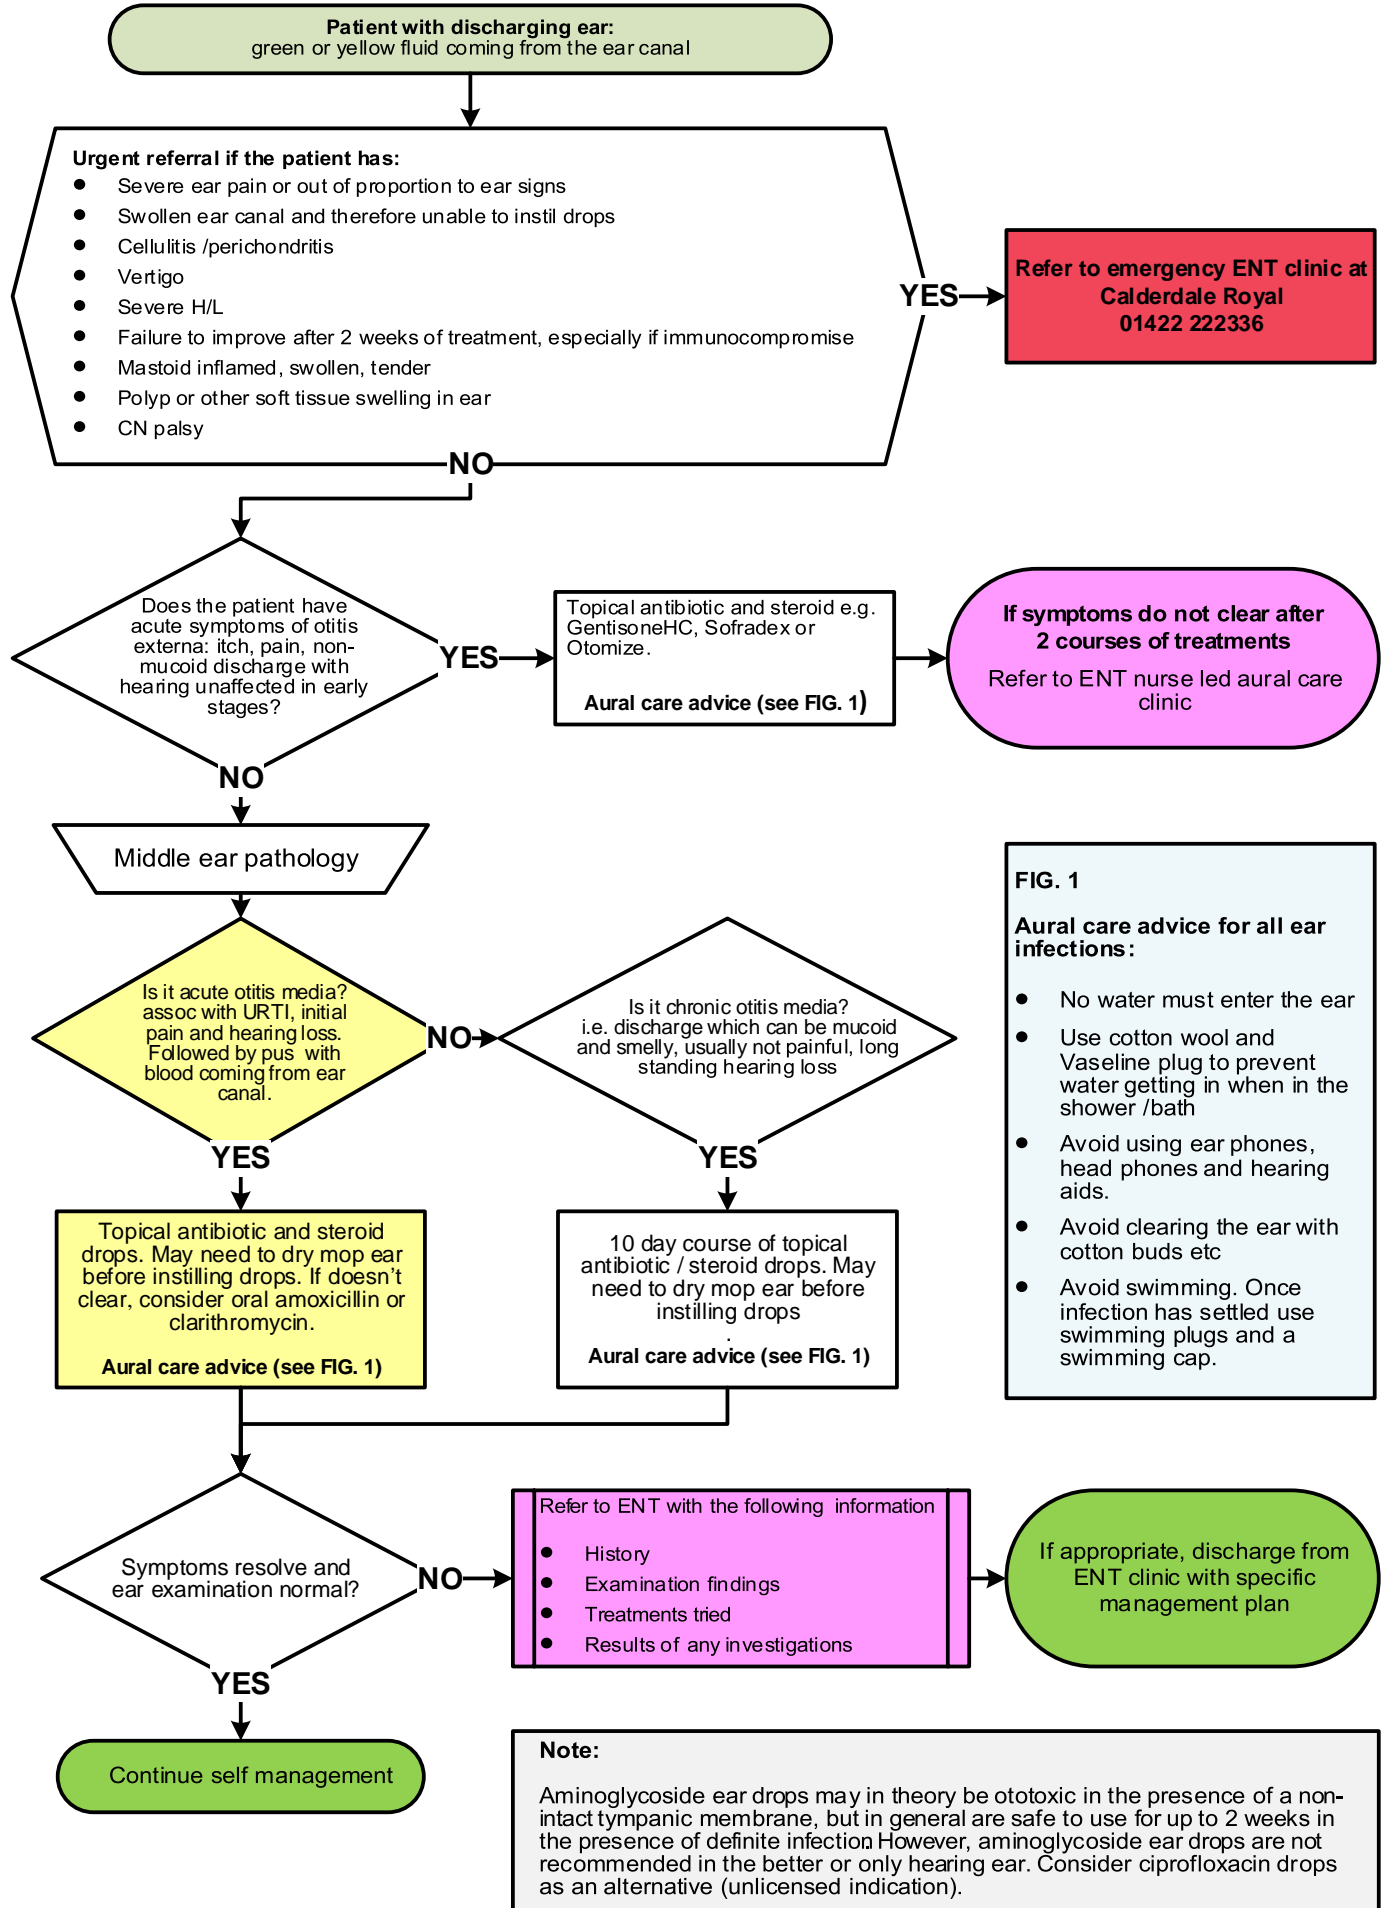 Patient with discharging ear:
green or yellow fluid coming from the ear canal
Urgent referral if the patient has:
● Severe ear pain or out of proportion to ear signs
● Swollen ear canal and therefore unable to instil drops
● Cellulitis /perichondritis
● Vertigo
● Severe H/L
● Failure to improve after 2 weeks of treatment, especially if immunocompromise
● Mastoid inflamed, swollen, tender
● Polyp or other soft tissue swelling in ear
● CN palsy
YES
Refer to emergency ENT clinic at
Calderdale Royal
01422 222336
NO
Does the patient have
acute symptoms of otitis
externa: itch, pain, non-
mucoid discharge with
hearing unaffected in early
stages?
YES
Topical antibiotic and steroid e.g.
GentisoneHC, Sofradex or
Otomize.
Aural care advice (see FIG. 1)
If symptoms do not clear after
2 courses of treatments
Refer to ENT nurse led aural care
clinic
NO
Middle ear pathology
Is it acute otitis media?
assoc with URTI, initial
pain and hearing loss.
Followed by pus with
blood coming from ear
canal.
NO
Is it chronic otitis media?
i.e. discharge which can be mucoid
and smelly, usually not painful, long
standing hearing loss
YES
YES
Topical antibiotic and steroid
drops. May need to dry mop ear
before instilling drops. If doesn't
clear, consider oral amoxicillin or
clarithromycin.
Aural care advice (see FIG. 1)
10 day course of topical
antibiotic / steroid drops. May
need to dry mop ear before
instilling drops
.
Aural care advice (see FIG. 1)
FIG. 1
Aural care advice for all ear
infections:
● No water must enter the ear
● Use cotton wool and
Vaseline plug to prevent
water getting in when in the
shower /bath
● Avoid using ear phones,
head phones and hearing
aids.
● Avoid clearing the ear with
cotton buds etc
● Avoid swimming. Once
infection has settled use
swimming plugs and a
swimming cap.
Symptoms resolve and
ear examination normal?
NO
Refer to ENT with the following information
● History
● Examination findings
● Treatments tried
● Results of any investigations
If appropriate, discharge from
ENT clinic with specific
management plan
YES
Continue self management
Note:
Aminoglycoside ear drops may in theory be ototoxic in the presence of a non-
intact tympanic membrane, but in general are safe to use for up to 2 weeks in
the presence of definite infection. However, aminoglycoside ear drops are not
recommended in the better or only hearing ear. Consider ciprofloxacin drops
as an alternative (unlicensed indication).